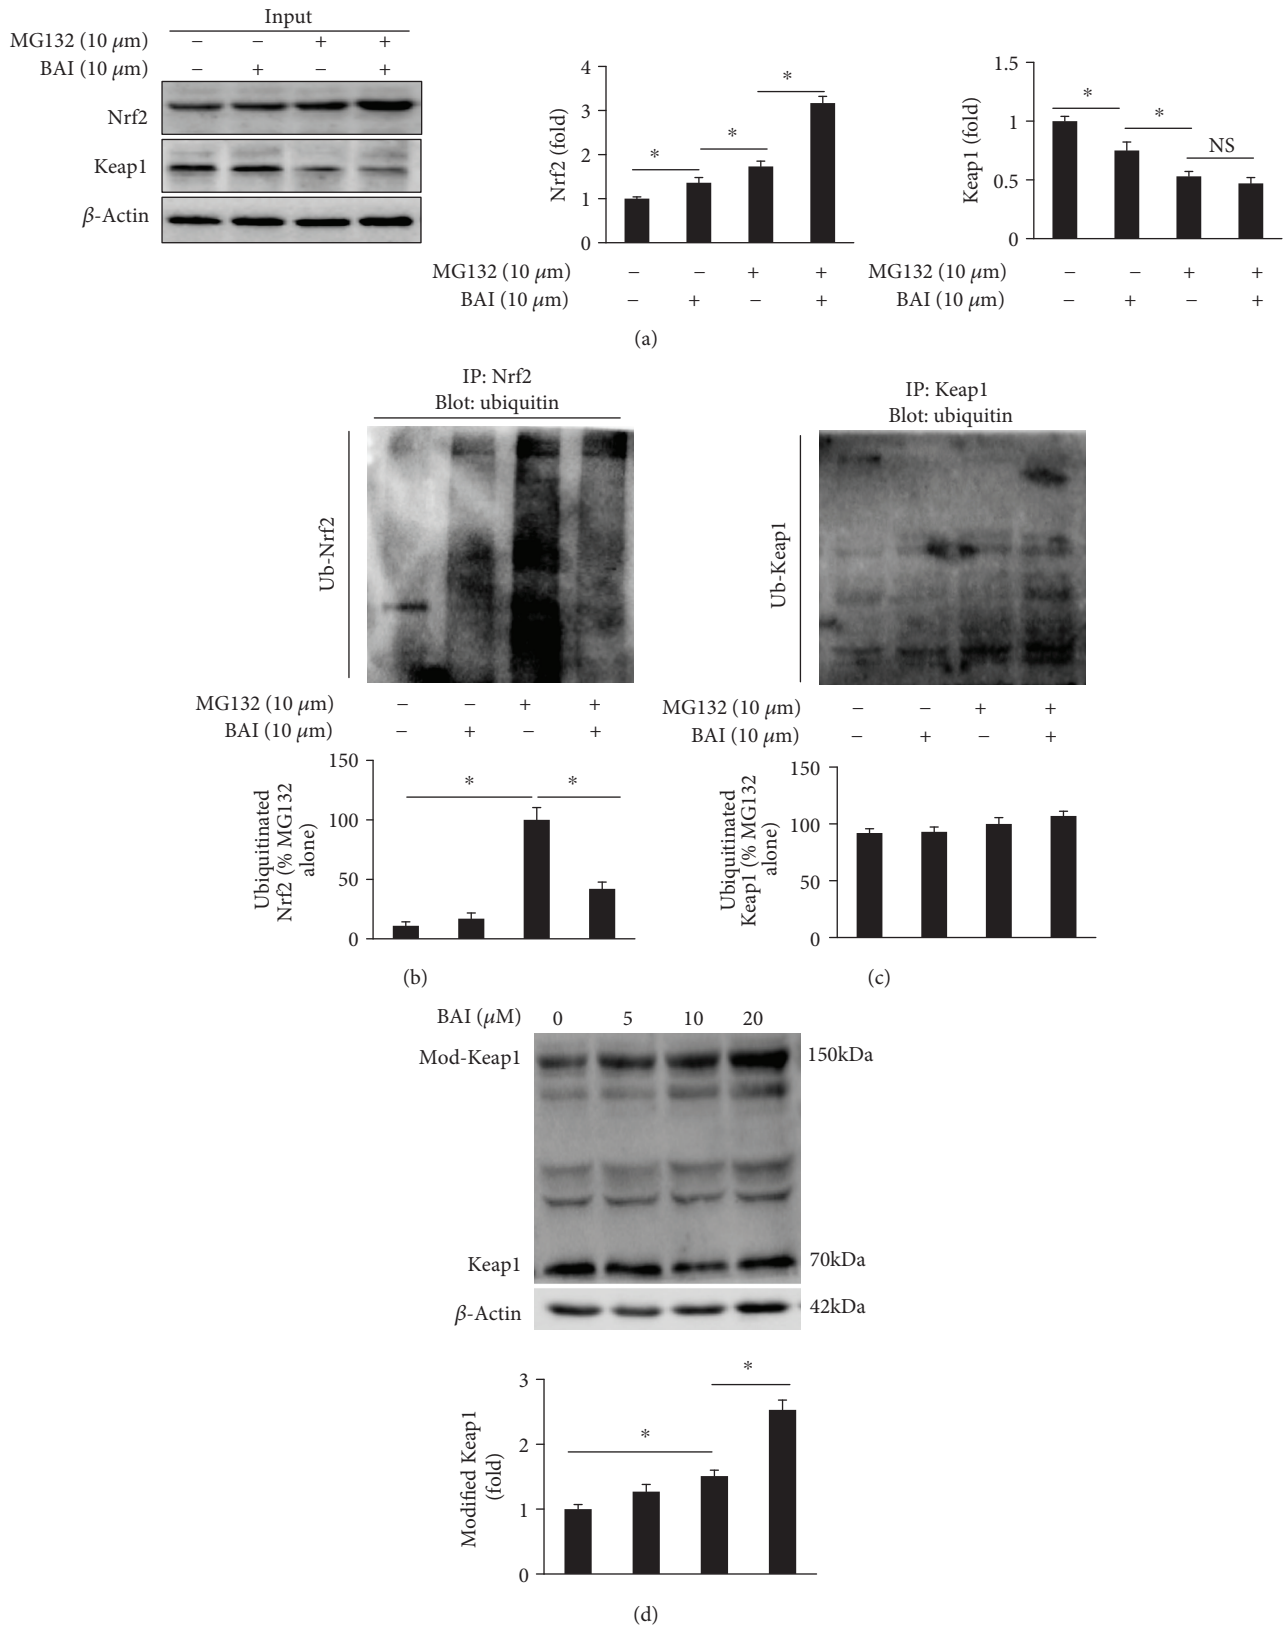 Input
MG132 (10 μm) − − + +
BAI (10 μm) − + − +
Nrf2
Keap1
β-Actin
4
3
2
1
0
Nrf2 (fold)
* * *
MG132 (10 μm) − − + +
BAI (10 μm) − + − +
1.5
1
0.5
0
Keap1 (fold)
* * NS
MG132 (10 μm) − − + +
BAI (10 μm) − + − +
(a)
IP: Nrf2
Blot: ubiquitin
Ub-Nrf2
MG132 (10 μm) − − + +
BAI (10 μm) − + − +
150
100
50
0
Ubiquitinated
Nrf2 (% MG132
alone)
* *
(b)
IP: Keap1
Blot: ubiquitin
Ub-Keap1
MG132 (10 μm) − − + +
BAI (10 μm) − + − +
150
100
50
0
Ubiquitinated
Keap1 (% MG132
alone)
(c)
BAI (μM) 0 5 10 20
Mod-Keap1 150kDa
Keap1 70kDa
β-Actin 42kDa
3
2
1
0
Modified Keap1
(fold)
* *
(d)